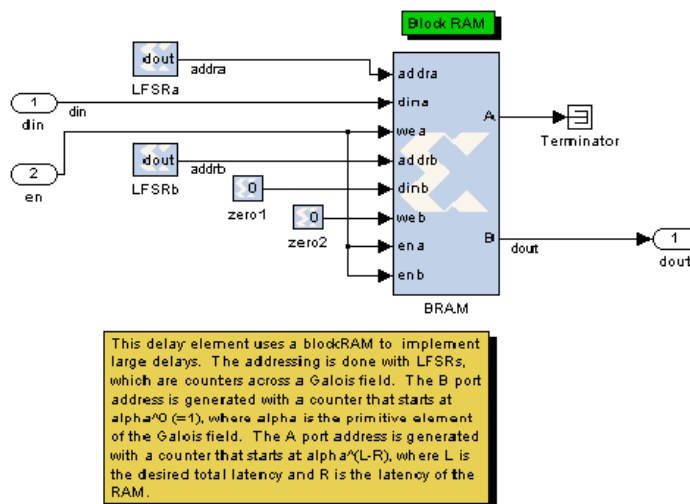 Block RAM
dout
addra
LFSRa
1
din
din
2
en
dout
addrb
LFSRb
0
zero1
0
zero2
addra
dina
wea
addrb
dinb
web
ena
enb
A
B
BRAM
Terminator
dout
1
dout
This delay element uses a blockRAM to implement
large delays. The addressing is done with LFSRs,
which are counters across a Galois field. The B port
address is generated with a counter that starts at
alpha^0 (=1), where alpha is the primitive element
of the Galois field. The A port address is generated
with a counter that starts at alpha^(L-R), where L is
the desired total latency and R is the latency of the
RAM.